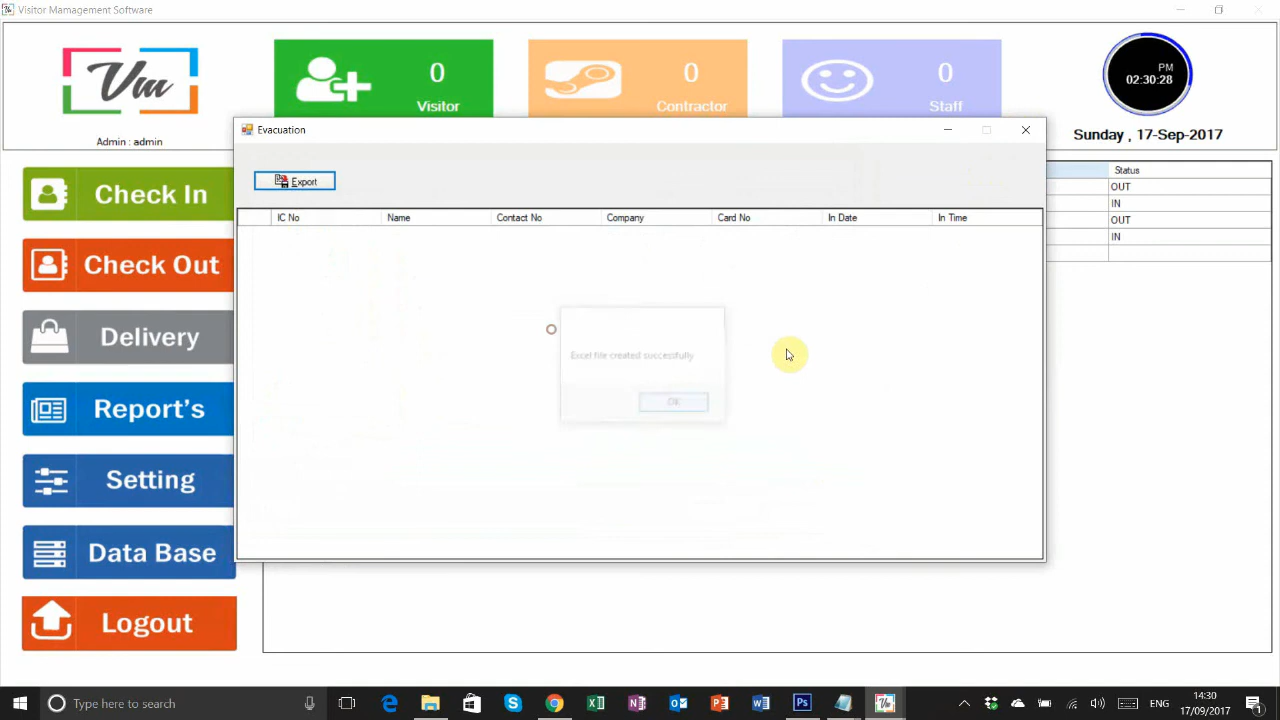 Visitor Mamagement Software
Vm
Admin : admin
0
Visitor
0
Contractor
0
Staff
PM
02:30:28
Sunday , 17-Sep-2017
Evacuation
Export
IC No Name Contact No Company Card No In Date In Time
Status
OUT
IN
OUT
IN
Excel file created successfully
OK
Check In
Check Out
Delivery
Report's
Setting
Data Base
Logout
Type here to search
ENG
14:30
17/09/2017